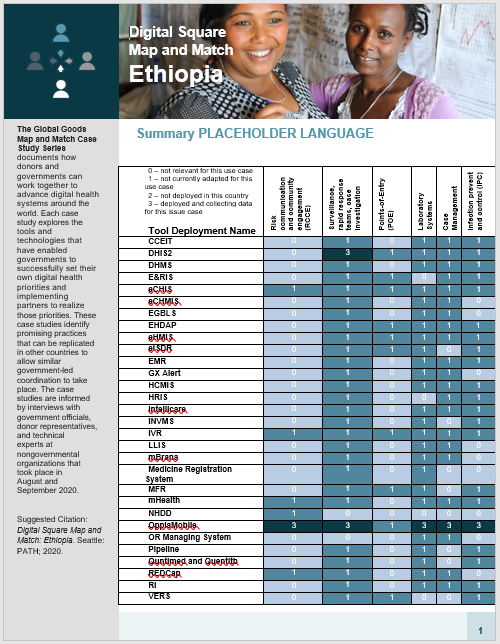 Digital Square
Map and Match
Ethiopia
The Global Goods
Map and Match Case
Study Series
documents how
donors and
governments can
work together to
advance digital health
systems around the
world. Each case
study explores the
tools and
technologies that
have enabled
governments to
successfully set their
own digital health
priorities and
implementing
partners to realize
those priorities. These
case studies identify
promising practices
that can be replicated
in other countries to
allow similar
government-led
coordination to take
place. The case
studies are informed
by interviews with
government officials,
donor representatives,
and technical
experts at
nongovernmental
organizations that
took place in
August and
September 2020.
Suggested Citation:
Digital Square Map and
Match: Ethiopia. Seattle:
PATH; 2020.
Summary PLACEHOLDER LANGUAGE
0 – not relevant for this use case
1 – not currently adapted for this
use case
2 – not deployed in this country
3 – deployed and collecting data
for this issue case
Tool Deployment Name
Risk
communication
and community
engagement
(RCCE)
Surveillance,
rapid response
teams, case
investigation
Points-of-Entry
(POE)
Laboratory
Systems
Case
Management
Infection prevent
and control (IPC)
CCEIT 0 1 0 1 1 1
DHIS2 0 3 1 1 1 1
DHMS 0 1 0 1 1 1
E&RIS 0 1 1 0 1 1
eCHIS 1 1 1 1 1 1
eCHMIS 0 1 1 1 1 0
EGBLS 0 1 0 1 1 0
EHDAP 0 1 1 1 1 1
eHMIS 0 1 1 1 1 1
eISDR 0 1 1 1 0 1
EMR 0 1 0 1 1 1
GX Alert 0 1 0 1 1 0
HCMIS 0 1 0 1 1 1
HRIS 0 1 0 0 1 1
Intellicare 0 1 0 1 1 1
INVMS 0 1 0 1 0 1
IVR 1 1 1 1 1 1
LLIS 0 1 0 1 0 0
mBrana 0 1 0 1 1 0
Medicine Registration
System 0 1 0 1 0 0
MFR 0 1 1 1 0 1
mHealth 1 1 0 1 1 1
NHDD 1 0 0 0 0 0
OppiaMobile 3 3 1 3 3 3
OR Managing System 0 0 0 1 1 0
Pipeline 0 1 0 1 0 1
Quntimed and Quentitb 0 1 0 1 0 1
REDCap 1 1 0 1 1 0
RI 0 1 0 1 1 1
VERS 0 1 1 0 0 1
1